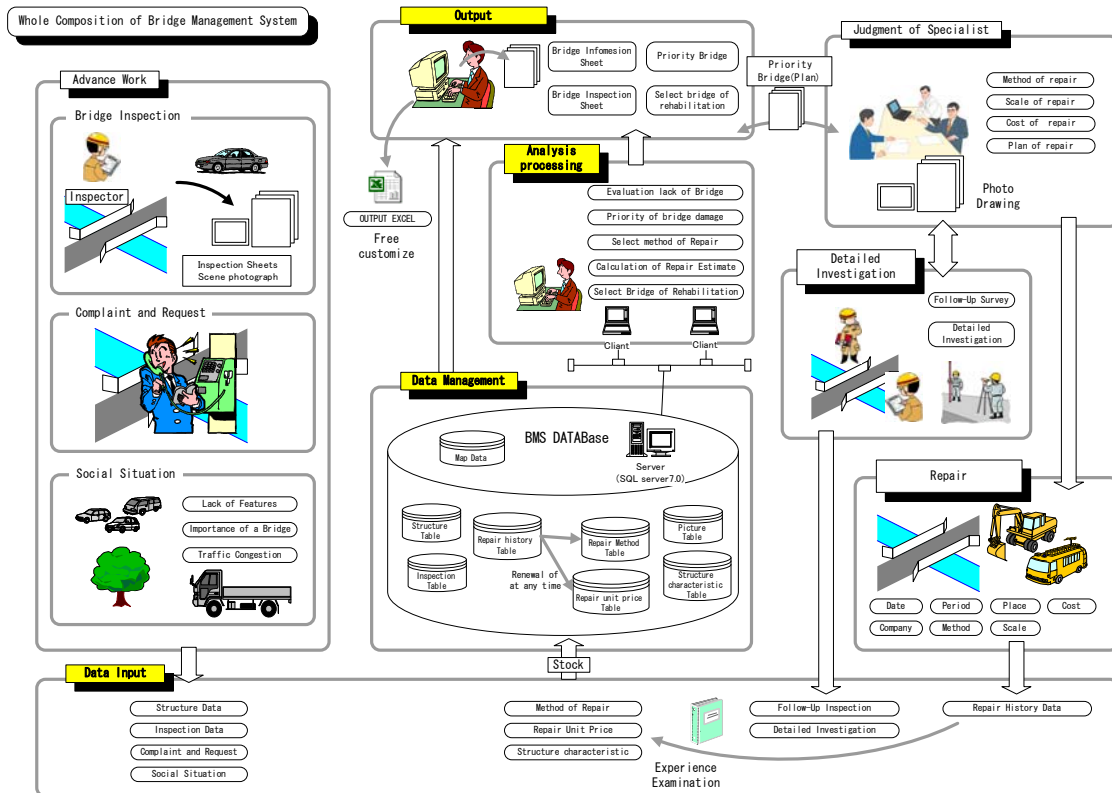 Whole Composition of Bridge Management System
Advance Work
Bridge Inspection
Inspector
Inspection Sheets
Scene photograph
Complaint and Request
Social Situation
Lack of Features
Importance of a Bridge
Traffic Congestion
Output
Bridge Infomesion
Sheet
Priority Bridge
Bridge Inspection
Sheet
Select bridge of
rehabilitation
OUTPUT EXCEL
Free
customize
Priority
Bridge(Plan)
Analysis
processing
Evaluation lack of Bridge
Priority of bridge damage
Select method of Repair
Calculation of Repair Estimate
Select Bridge of Rehabilitation
Client
Client
Data Management
BMS DATABase
Map Data
Server
(SQL server7.0)
Structure
Table
Repair history
Table
Repair Method
Table
Picture
Table
Inspection
Table
Renewal of
at any time
Repair unit price
Table
Structure
characteristic
Table
Stock
Judgment of Specialist
Method of repair
Scale of repair
Cost of repair
Plan of repair
Photo
Drawing
Detailed
Investigation
Follow-Up Survey
Detailed
Investigation
Repair
Date
Period
Place
Cost
Company
Method
Scale
Data Input
Structure Data
Inspection Data
Complaint and Request
Social Situation
Method of Repair
Repair Unit Price
Structure characteristic
Experience
Examination
Follow-Up Inspection
Detailed Investigation
Repair History Data